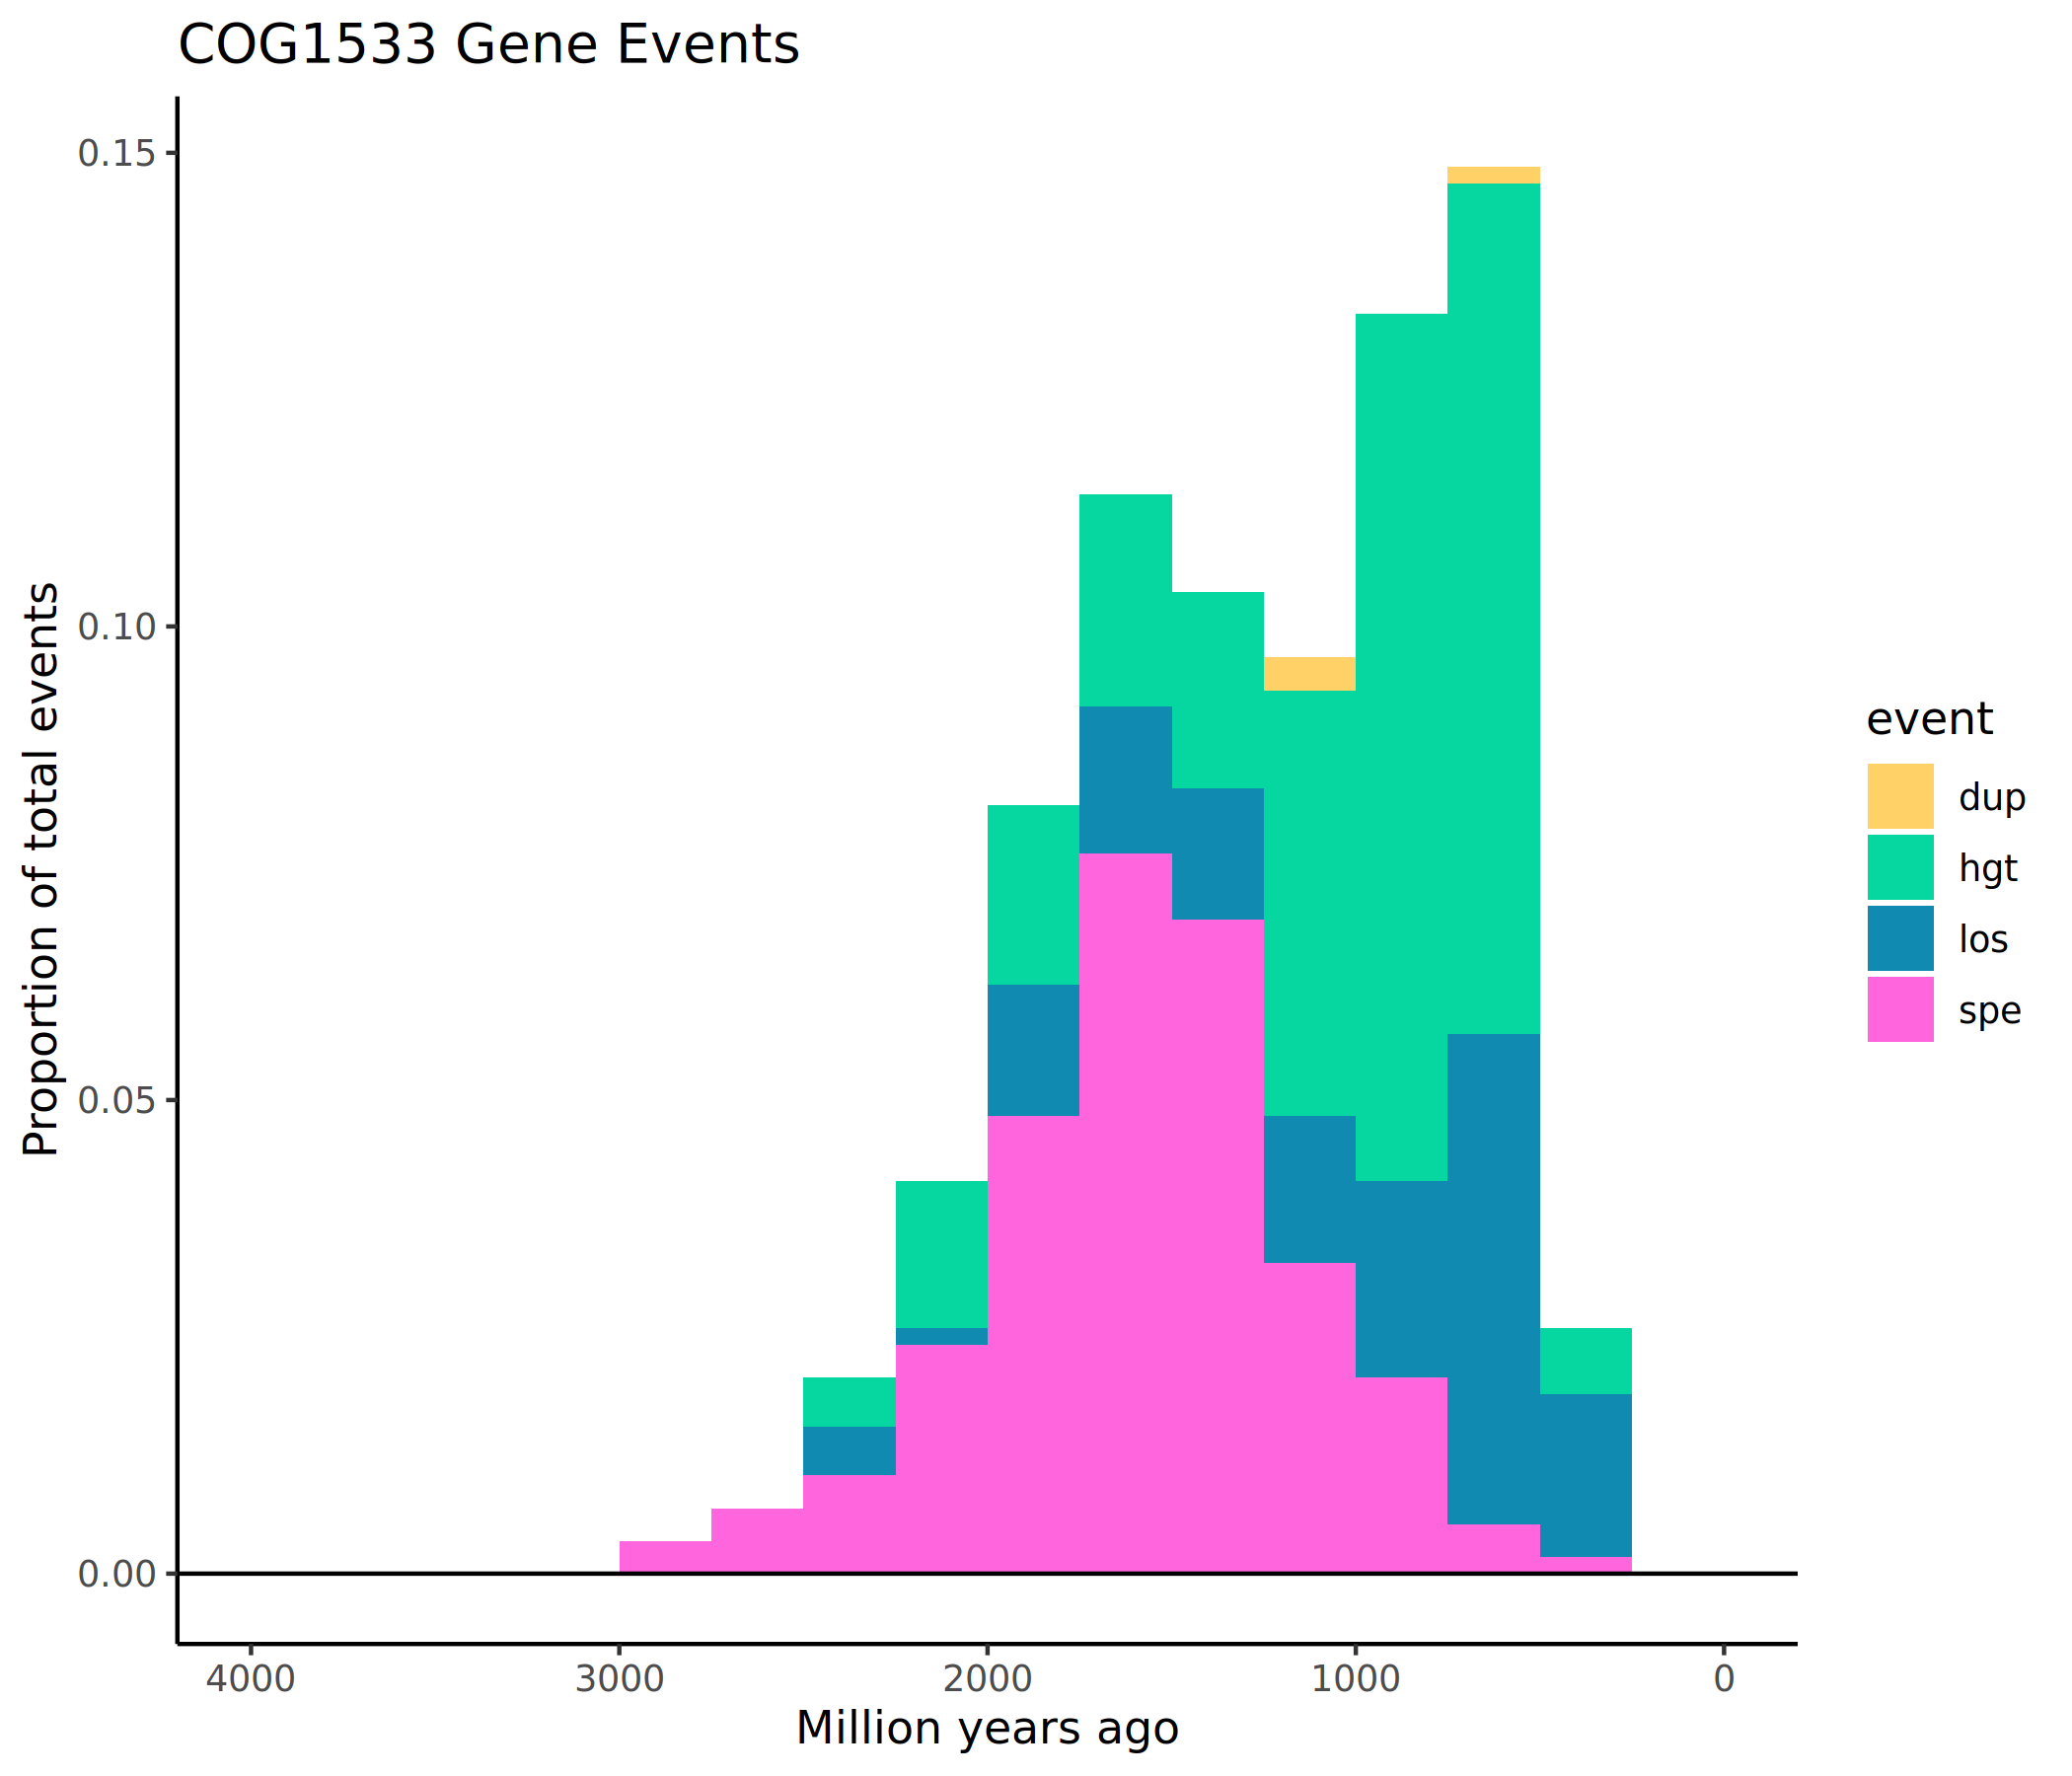 COG1533 Gene Events
Proportion of total events
0.15
0.10
0.05
0.00
4000 3000 2000 1000 0
Million years ago
event
dup
hgt
los
spe